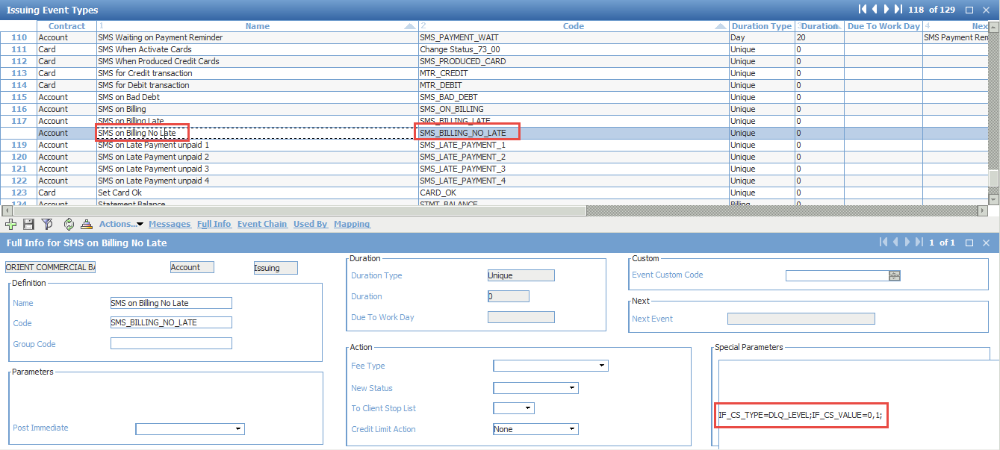 Issuing Event Types 118 of 129
Contract 1 Name 2 Code Duration Type 3 Duration Due To Work Day 4 Nex
110 Account SMS Waiting on Payment Reminder SMS_PAYMENT_WAIT Day 20 SMS Payment Rem
111 Card SMS When Activate Cards Change Status_73_00 Unique 0
112 Card SMS When Produced Credit Cards SMS_PRODUCED_CARD Unique 0
113 Card SMS for Credit transaction MTR_CREDIT Unique 0
114 Card SMS for Debit transaction MTR_DEBIT Unique 0
115 Account SMS on Bad Debt SMS_BAD_DEBT Unique 0
116 Account SMS on Billing SMS_ON_BILLING Unique 0
117 Account SMS on Billing Late SMS_BILLING_LATE Unique 0
Account SMS on Billing No Late SMS_BILLING_NO_LATE Unique 0
119 Account SMS on Late Payment unpaid 1 SMS_LATE_PAYMENT_1 Unique 0
120 Account SMS on Late Payment unpaid 2 SMS_LATE_PAYMENT_2 Unique 0
121 Account SMS on Late Payment unpaid 3 SMS_LATE_PAYMENT_3 Unique 0
122 Account SMS on Late Payment unpaid 4 SMS_LATE_PAYMENT_4 Unique 0
123 Card Set Card Ok CARD_OK Unique 0
124 Account Statement Balance STMT_BALANCE Billing 0
Actions... Messages Full Info Event Chain Used By Mapping
Full Info for SMS on Billing No Late 1 of 1
ORIENT COMMERCIAL BA Account Issuing
Definition
Name SMS on Billing No Late
Code SMS_BILLING_NO_LATE
Group Code
Parameters
Post Immediate
Duration
Duration Type Unique
Duration 0
Due To Work Day
Action
Fee Type
New Status
To Client Stop List
Credit Limit Action None
Custom
Event Custom Code
Next
Next Event
Special Parameters
IF_CS_TYPE=DLQ_LEVEL;IF_CS_VALUE=0,1;